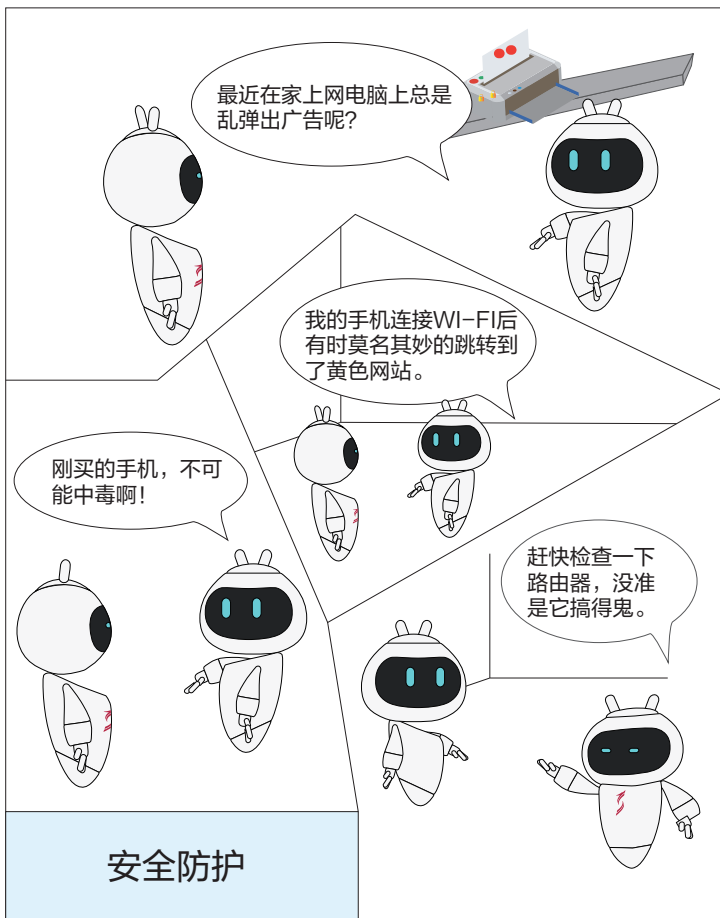 最近在家上网电脑上总是
乱弹出广告呢？
我的手机连接WI-FI后
有时莫名其妙的跳转到
了黄色网站。
刚买的手机，不可
能中毒啊！
赶快检查一下
路由器，没准
是它搞得鬼。
安全防护